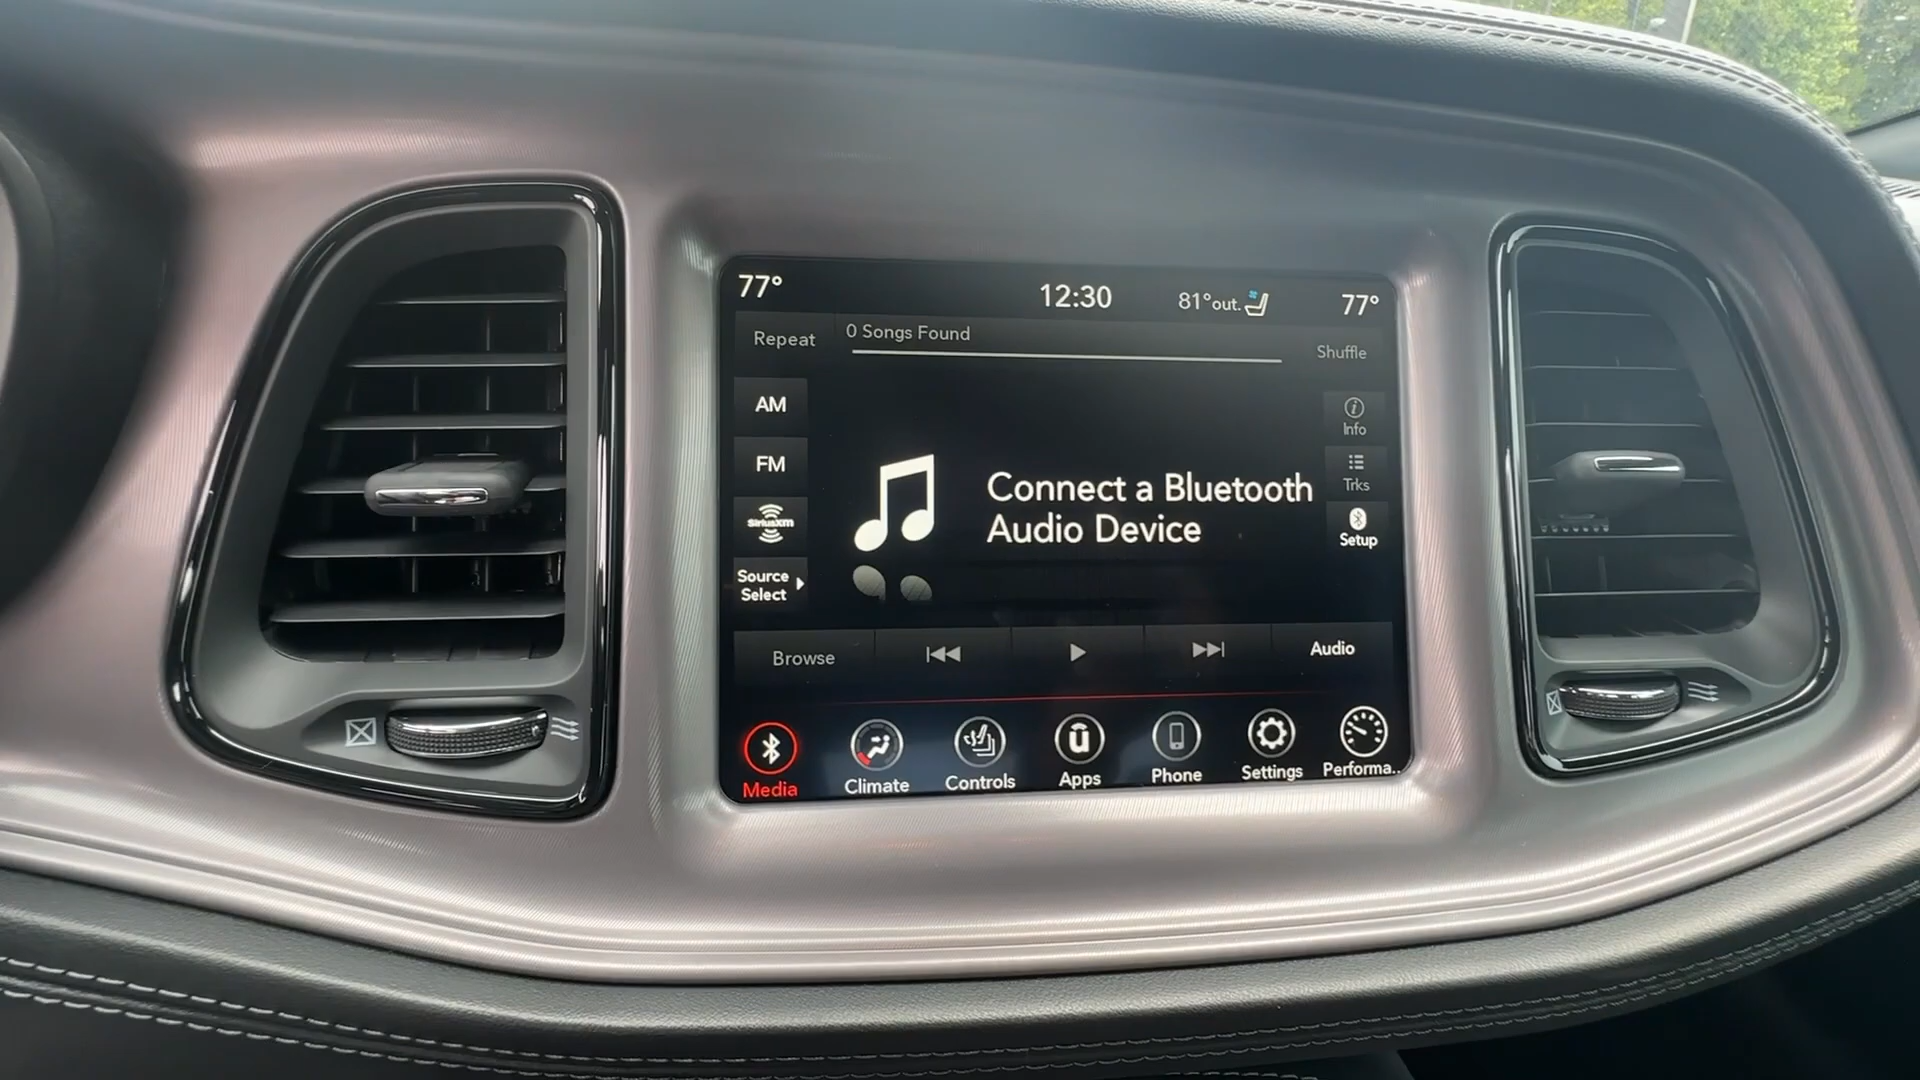 77°
12:30
81°out.
77°
Repeat
0 Songs Found
Shuffle
AM
FM
SiriusXM
Source
Select
Connect a Bluetooth
Audio Device
Info
Trks
Setup
Browse
Audio
Media
Climate
Controls
Apps
Phone
Settings
Performa..